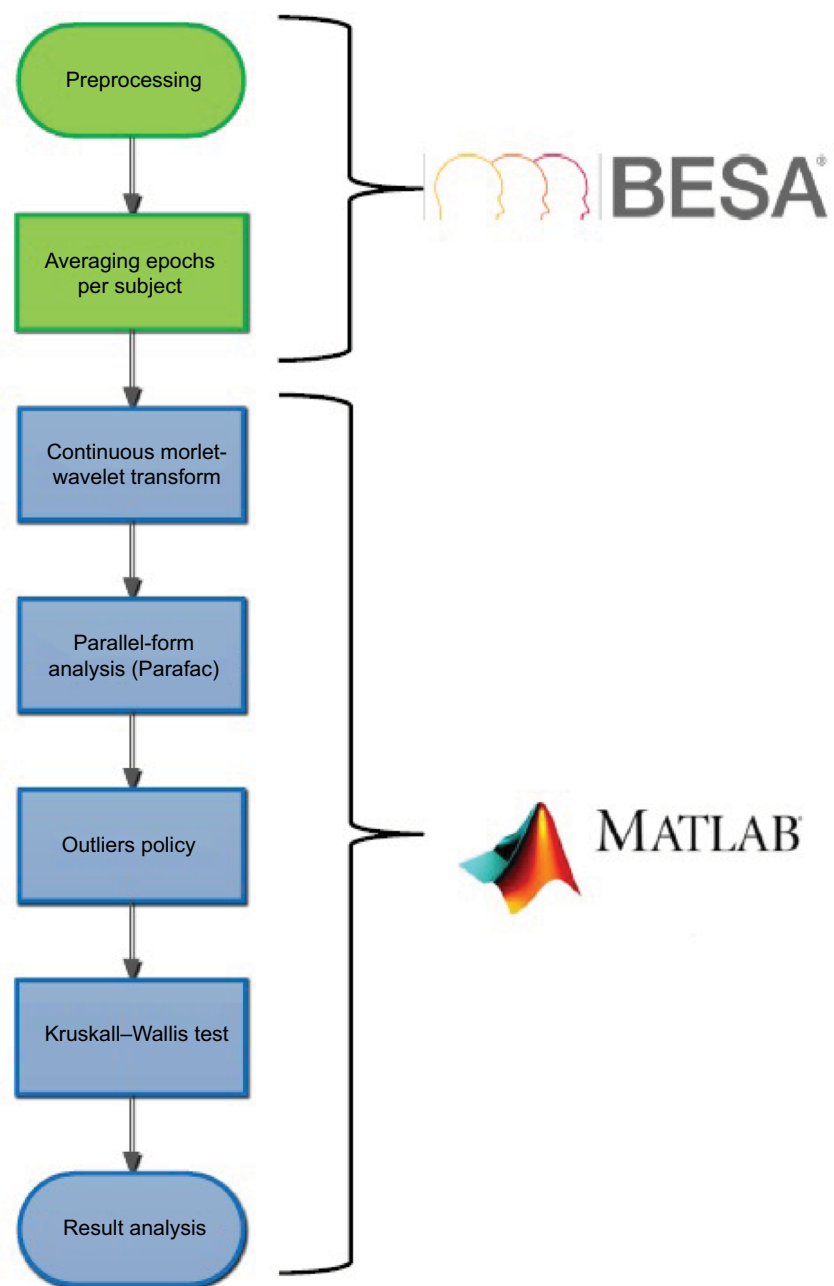 Preprocessing
Averaging epochs
per subject
BESA®
Continuous morlet-
wavelet transform
Parallel-form
analysis (Parafac)
Outliers policy
MATLAB
Kruskall–Wallis test
Result analysis